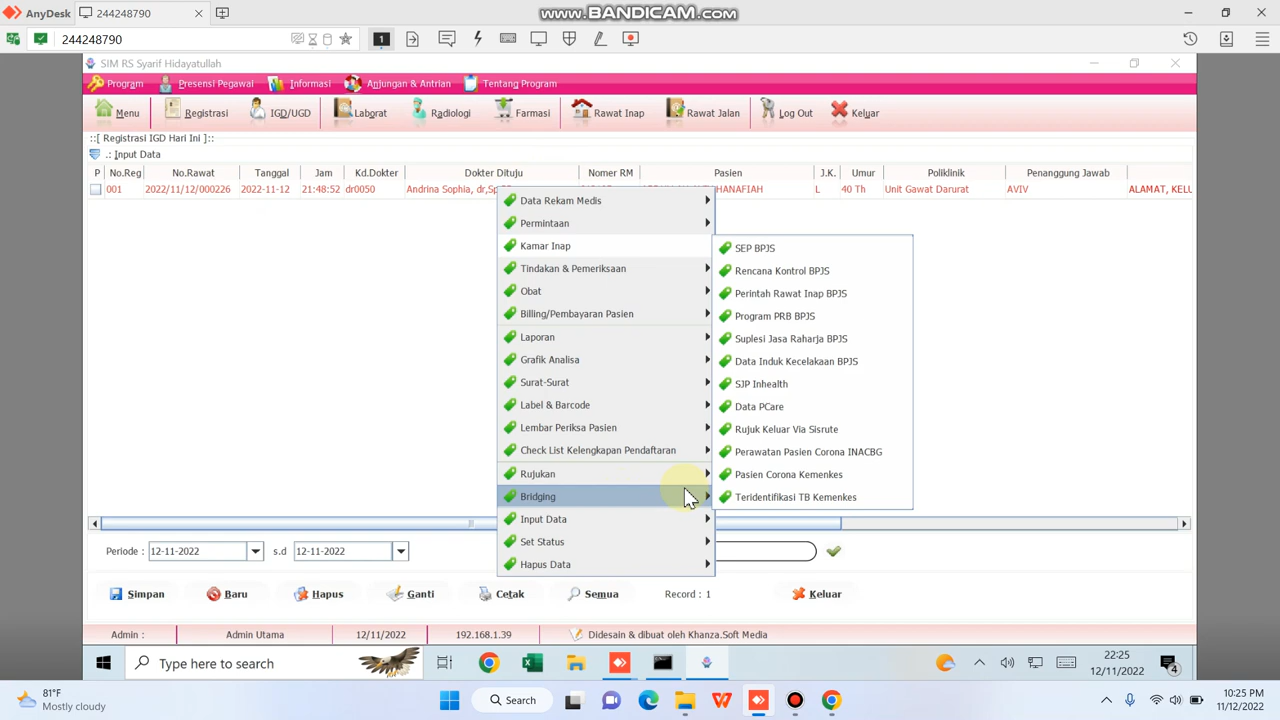 AnyDesk
244248790
www.BANDICAM.com
244248790
1
SIM RS Syarif Hidayatullah
Program Presensi Pegawai Informasi Anjungan & Antrian Tentang Program
Menu Registrasi IGD/UGD Laborat Radiologi Farmasi Rawat Inap Rawat Jalan Log Out Keluar
::[ Registrasi IGD Hari Ini ]::
.: Input Data
P No.Reg No.Rawat Tanggal Jam Kd.Dokter Dokter Dituju Nomer RM Pasien J.K. Umur Poliklinik Penanggung Jawab
001 2022/11/12/000226 2022-11-12 21:48:52 dr0050 Andrina Sophia, dr,Sp HANAFIAH L 40 Th Unit Gawat Darurat AVIV ALAMAT, KELU
Data Rekam Medis
Permintaan
Kamar Inap
Tindakan & Pemeriksaan
Obat
Billing/Pembayaran Pasien
Laporan
Grafik Analisa
Surat-Surat
Label & Barcode
Lembar Periksa Pasien
Check List Kelengkapan Pendaftaran
Rujukan
Bridging
Input Data
Set Status
Hapus Data
SEP BPJS
Rencana Kontrol BPJS
Perintah Rawat Inap BPJS
Program PRB BPJS
Suplesi Jasa Raharja BPJS
Data Induk Kecelakaan BPJS
SJP Inhealth
Data PCare
Rujuk Keluar Via Sisrute
Perawatan Pasien Corona INACBG
Pasien Corona Kemenkes
Teridentifikasi TB Kemenkes
Periode : 12-11-2022 s.d 12-11-2022
Simpan Baru Hapus Ganti Cetak Semua Record : 1 Keluar
Admin : Admin Utama 12/11/2022 192.168.1.39 Didesain & dibuat oleh Khanza.Soft Media
Type here to search
22:25
12/11/2022
4
81°F
Mostly cloudy
Search
10:25 PM
11/12/2022